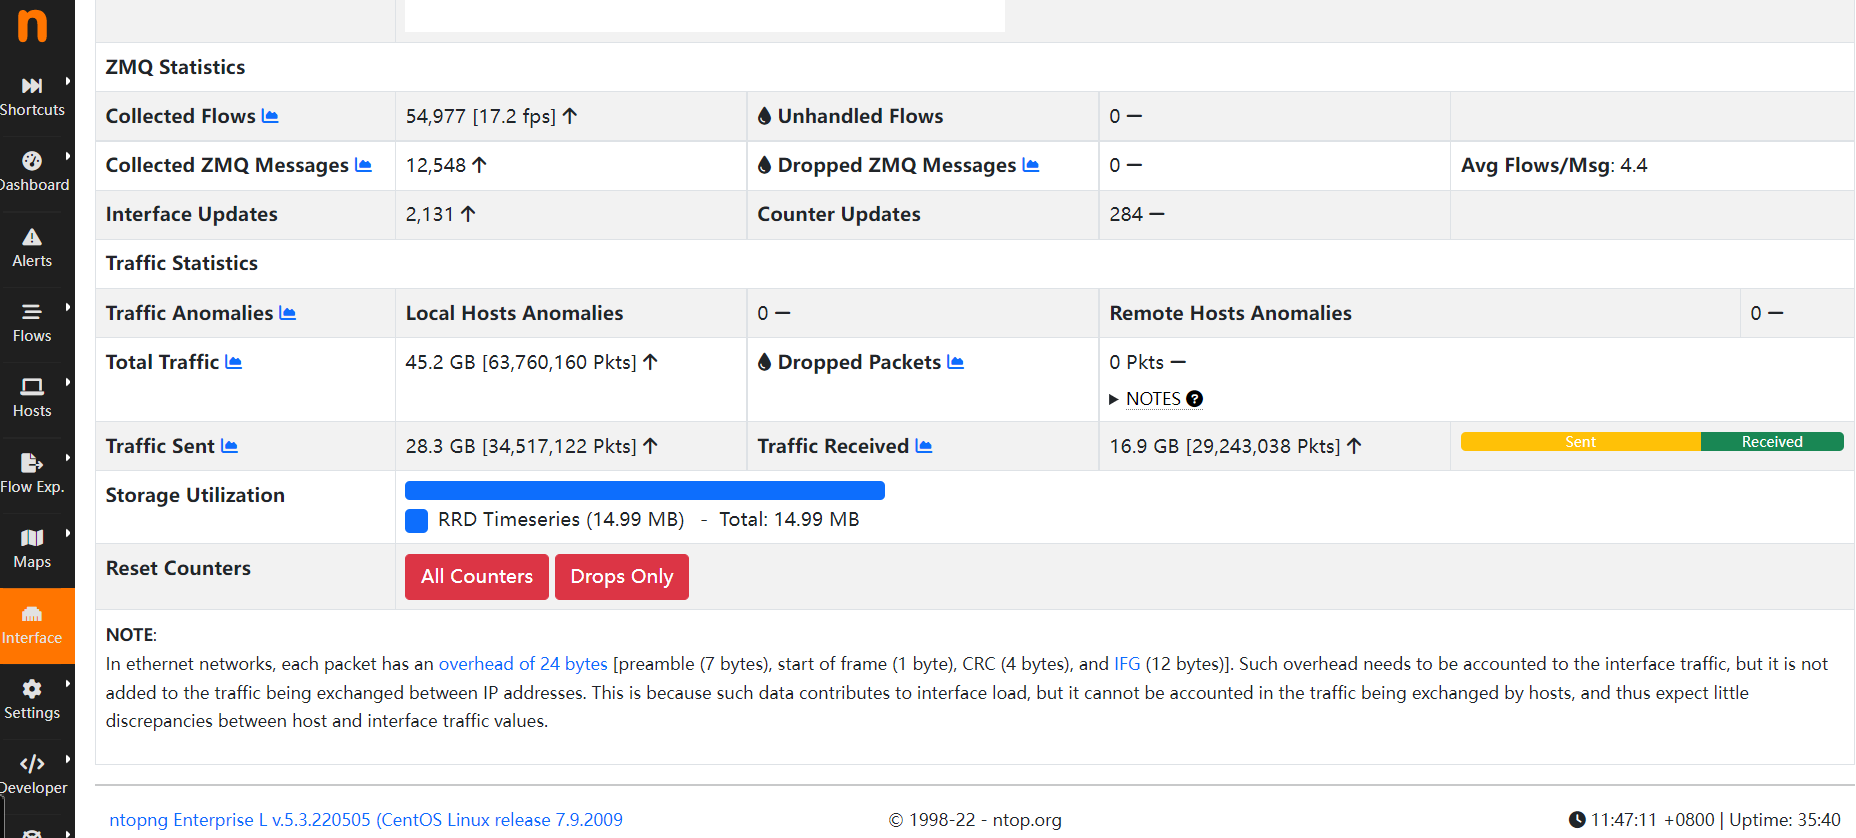 n
Shortcuts
Dashboard
Alerts
Flows
Hosts
Flow Exp.
Maps
Interface
Settings
Developer
ZMQ Statistics
Collected Flows 54,977 [17.2 fps] Unhandled Flows 0 —
Collected ZMQ Messages 12,548 Dropped ZMQ Messages 0 — Avg Flows/Msg: 4.4
Interface Updates 2,131 Counter Updates 284 —
Traffic Statistics
Traffic Anomalies Local Hosts Anomalies 0 — Remote Hosts Anomalies 0 —
Total Traffic 45.2 GB [63,760,160 Pkts] Dropped Packets 0 Pkts —
NOTES
Traffic Sent 28.3 GB [34,517,122 Pkts] Traffic Received 16.9 GB [29,243,038 Pkts] Sent Received
Storage Utilization
RRD Timeseries (14.99 MB) - Total: 14.99 MB
Reset Counters All Counters Drops Only
NOTE:
In ethernet networks, each packet has an overhead of 24 bytes [preamble (7 bytes), start of frame (1 byte), CRC (4 bytes), and IFG (12 bytes)]. Such overhead needs to be accounted to the interface traffic, but it is not
added to the traffic being exchanged between IP addresses. This is because such data contributes to interface load, but it cannot be accounted in the traffic being exchanged by hosts, and thus expect little
discrepancies between host and interface traffic values.
ntopng Enterprise L v.5.3.220505 (CentOS Linux release 7.9.2009 © 1998-22 - ntop.org 11:47:11 +0800 | Uptime: 35:40